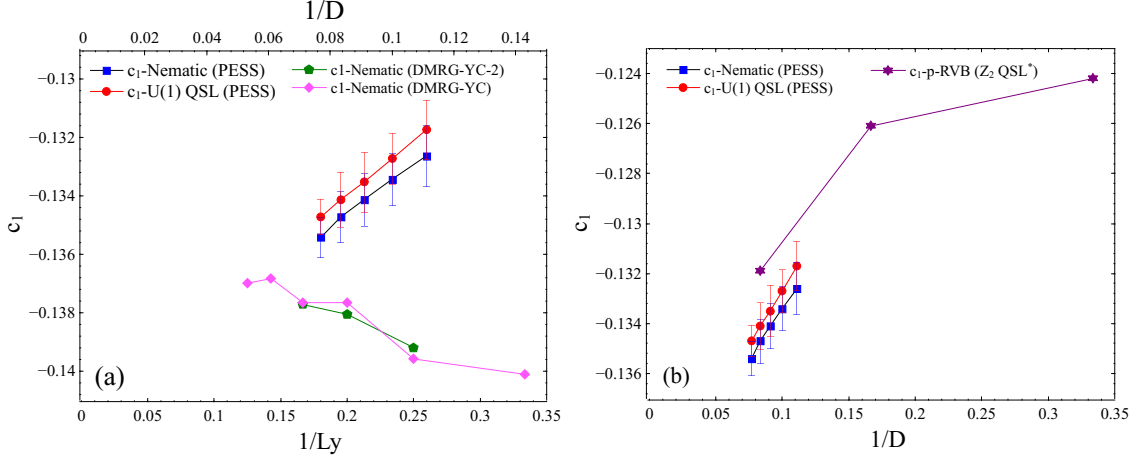 1/D
0 0.02 0.04 0.06 0.08 0.1 0.12 0.14
c₁-Nematic (PESS)
c₁-U(1) QSL (PESS)
c1-Nematic (DMRG-YC-2)
c1-Nematic (DMRG-YC)
−0.13
−0.132
−0.134
−0.136
−0.138
−0.14
c₁
(a)
0 0.05 0.1 0.15 0.2 0.25 0.3 0.35
1/Ly
c₁-Nematic (PESS)
c₁-U(1) QSL (PESS)
c₁-p-RVB (Z₂ QSL*)
−0.124
−0.126
−0.128
−0.13
−0.132
−0.134
−0.136
c₁
(b)
0 0.05 0.1 0.15 0.2 0.25 0.3 0.35
1/D